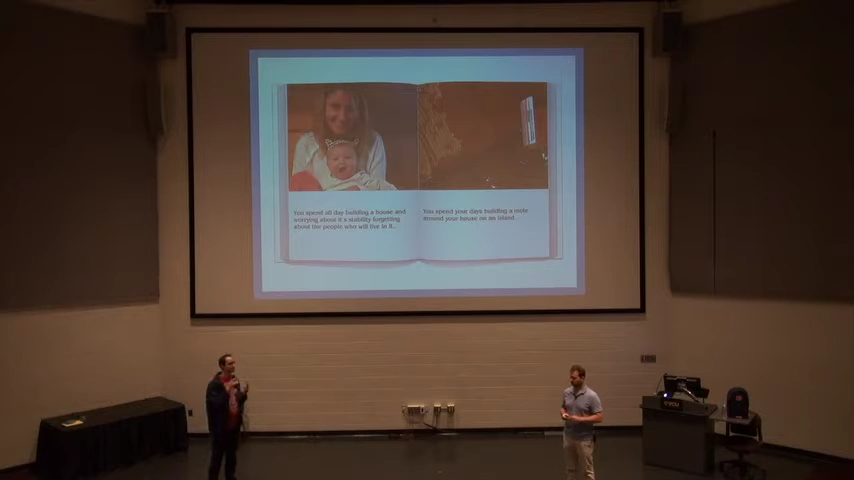 You spend all day building a house and
worrying about it's stability forgetting
about the people who will live in it...
You spend your days building a moto
around your house on an island...